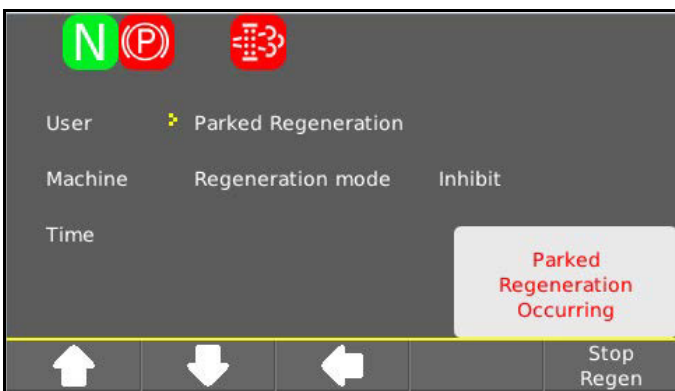 N (P)
User Parked Regeneration
Machine Regeneration mode Inhibit
Time
Parked
Regeneration
Occurring
Stop
Regen